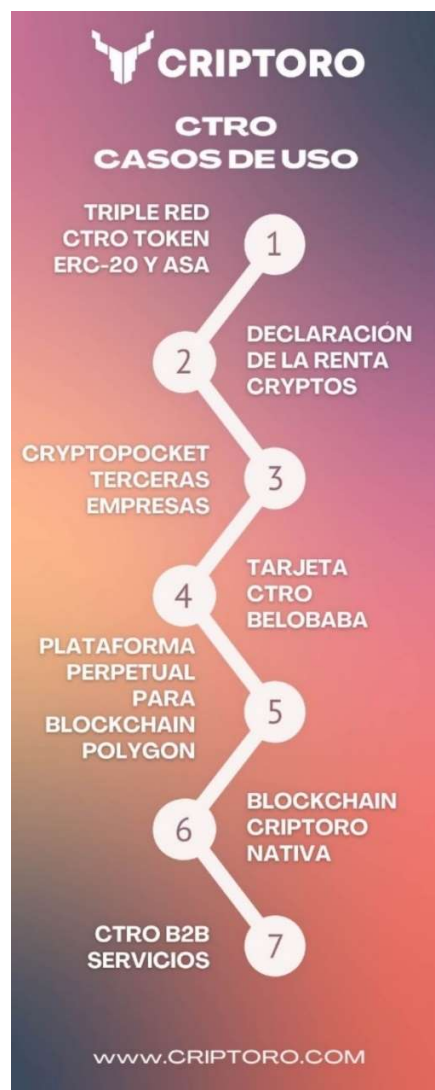 CRIPTORO
CTRO
CASOS DE USO
TRIPLE RED
CTRO TOKEN
ERC-20 Y ASA
1
2
DECLARACIÓN
DE LA RENTA
CRYPTOS
CRYPTOPOCKET
TERCERAS
EMPRESAS
3
4
TARJETA
CTRO
BELOBABA
PLATAFORMA
PERPETUAL
PARA
BLOCKCHAIN
POLYGON
5
6
BLOCKCHAIN
CRIPTORO
NATIVA
CTRO B2B
SERVICIOS
7
WWW.CRIPTORO.COM